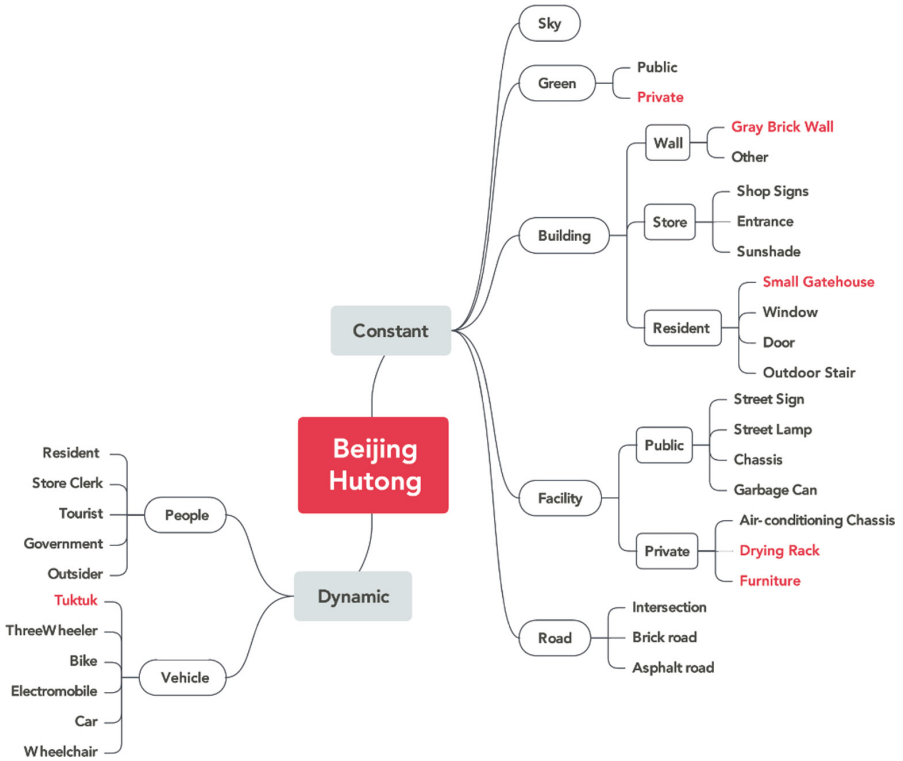 Beijing
Hutong
Constant
Sky
Green
Public
Private
Building
Wall
Gray Brick Wall
Other
Store
Shop Signs
Entrance
Sunshade
Resident
Small Gatehouse
Window
Door
Outdoor Stair
Facility
Public
Street Sign
Street Lamp
Chassis
Garbage Can
Private
Air-conditioning Chassis
Drying Rack
Furniture
Road
Intersection
Brick road
Asphalt road
Dynamic
People
Resident
Store Clerk
Tourist
Government
Outsider
Vehicle
Tuktuk
ThreeWheeler
Bike
Electromobile
Car
Wheelchair